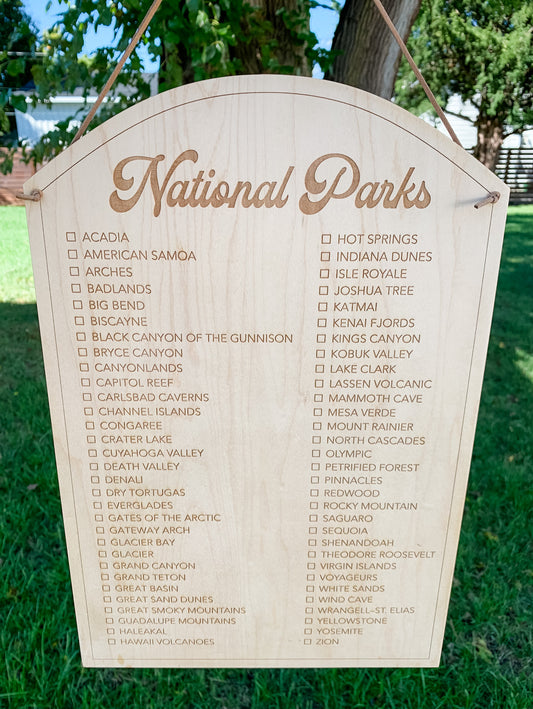 National Parks
ACADIA
AMERICAN SAMOA
ARCHES
BADLANDS
BIG BEND
BISCAYNE
BLACK CANYON OF THE GUNNISON
BRYCE CANYON
CANYONLANDS
CAPITOL REEF
CARLSBAD CAVERNS
CHANNEL ISLANDS
CONGAREE
CRATER LAKE
CUYAHOGA VALLEY
DEATH VALLEY
DENALI
DRY TORTUGAS
EVERGLADES
GATES OF THE ARCTIC
GATEWAY ARCH
GLACIER BAY
GLACIER
GRAND CANYON
GRAND TETON
GREAT BASIN
GREAT SAND DUNES
GREAT SMOKY MOUNTAINS
GUADALUPE MOUNTAINS
HALEAKAL
HAWAII VOLCANOES
HOT SPRINGS
INDIANA DUNES
ISLE ROYALE
JOSHUA TREE
KATMAI
KENAI FJORDS
KINGS CANYON
KOBUK VALLEY
LAKE CLARK
LASSEN VOLCANIC
MAMMOTH CAVE
MESA VERDE
MOUNT RAINIER
NORTH CASCADES
OLYMPIC
PETRIFIED FOREST
PINNACLES
REDWOOD
ROCKY MOUNTAIN
SAGUARO
SEQUOIA
SHENANDOAH
THEODORE ROOSEVELT
VIRGIN ISLANDS
VOYAGEURS
WHITE SANDS
WIND CAVE
WRANGELL–ST. ELIAS
YELLOWSTONE
YOSEMITE
ZION